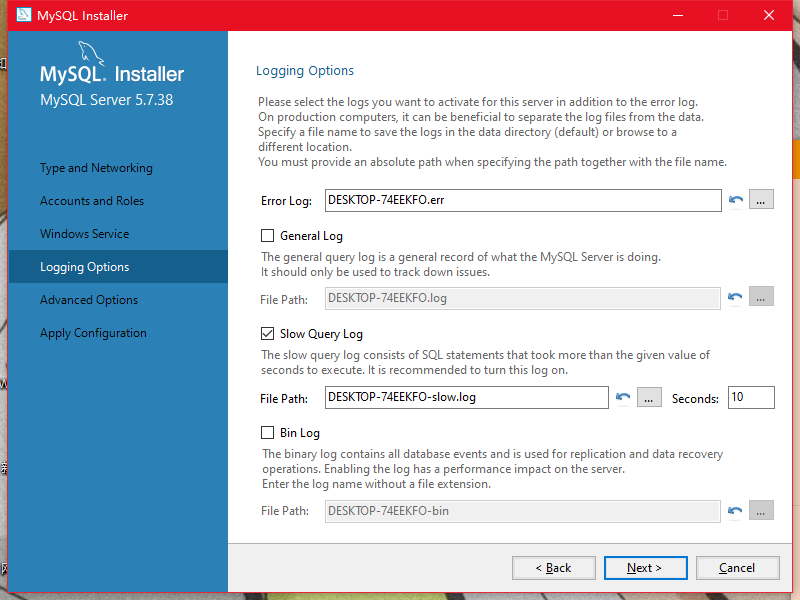 MySQL Installer
MySQL. Installer
MySQL Server 5.7.38
Type and Networking
Accounts and Roles
Windows Service
Logging Options
Advanced Options
Apply Configuration
Logging Options
Please select the logs you want to activate for this server in addition to the error log.
On production computers, it can be beneficial to separate the log files from the data.
Specify a file name to save the logs in the data directory (default) or browse to a
different location.
You must provide an absolute path when specifying the path together with the file name.
Error Log: DESKTOP-74EEKFO.err ...
General Log
The general query log is a general record of what the MySQL Server is doing.
It should only be used to track down issues.
File Path: DESKTOP-74EEKFO.log ...
Slow Query Log
The slow query log consists of SQL statements that took more than the given value of
seconds to execute. It is recommended to turn this log on.
File Path: DESKTOP-74EEKFO-slow.log ... Seconds: 10
Bin Log
The binary log contains all database events and is used for replication and data recovery
operations. Enabling the log has a performance impact on the server.
Enter the log name without a file extension.
File Path: DESKTOP-74EEKFO-bin ...
< Back Next > Cancel